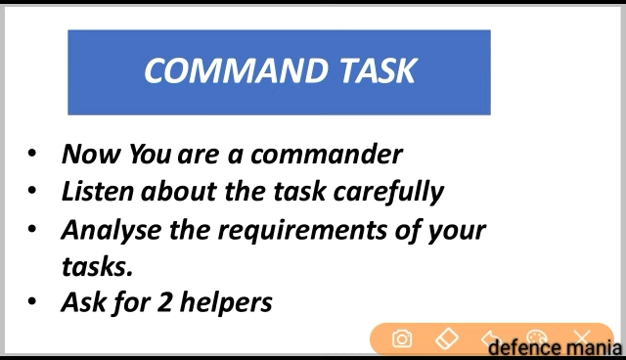 COMMAND TASK
• Now You are a commander
• Listen about the task carefully
• Analyse the requirements of your
tasks.
• Ask for 2 helpers
defence mania